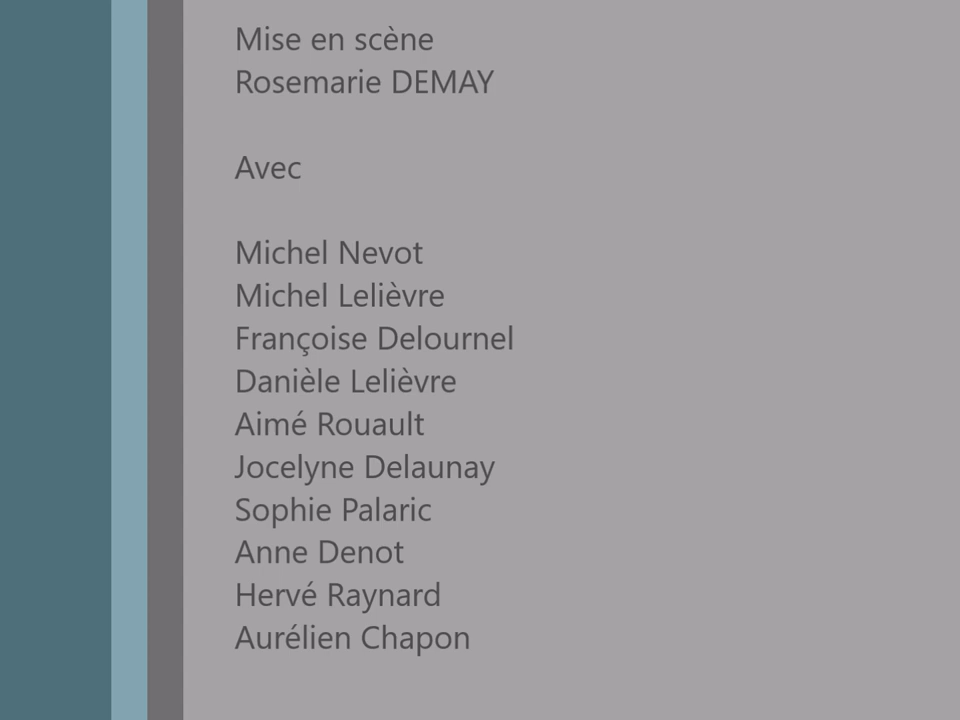 Mise en scène
Rosemarie DEMAY
Avec
Michel Nevot
Michel Lelièvre
Françoise Delournel
Danièle Lelièvre
Aimé Rouault
Jocelyne Delaunay
Sophie Palaric
Anne Denot
Hervé Raynard
Aurélien Chapon